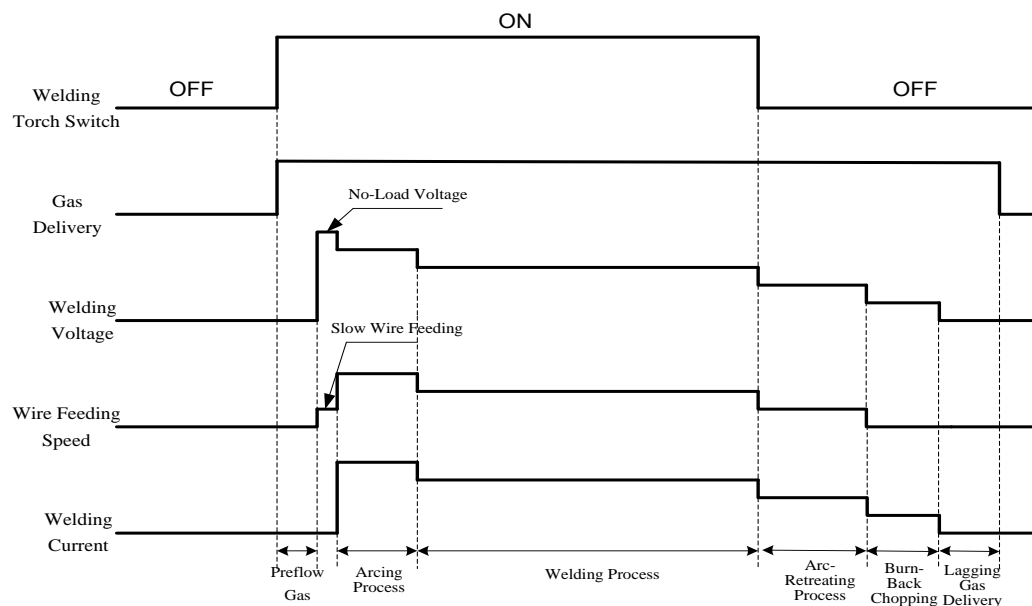 ON
OFF
OFF
Welding
Torch Switch
Gas
Delivery
No-Load Voltage
Welding
Voltage
Slow Wire Feeding
Wire Feeding
Speed
Welding
Current
Preflow
Gas
Arcing
Process
Welding Process
Arc-
Retreating
Process
Burn-
Back
Chopping
Lagging
Gas
Delivery